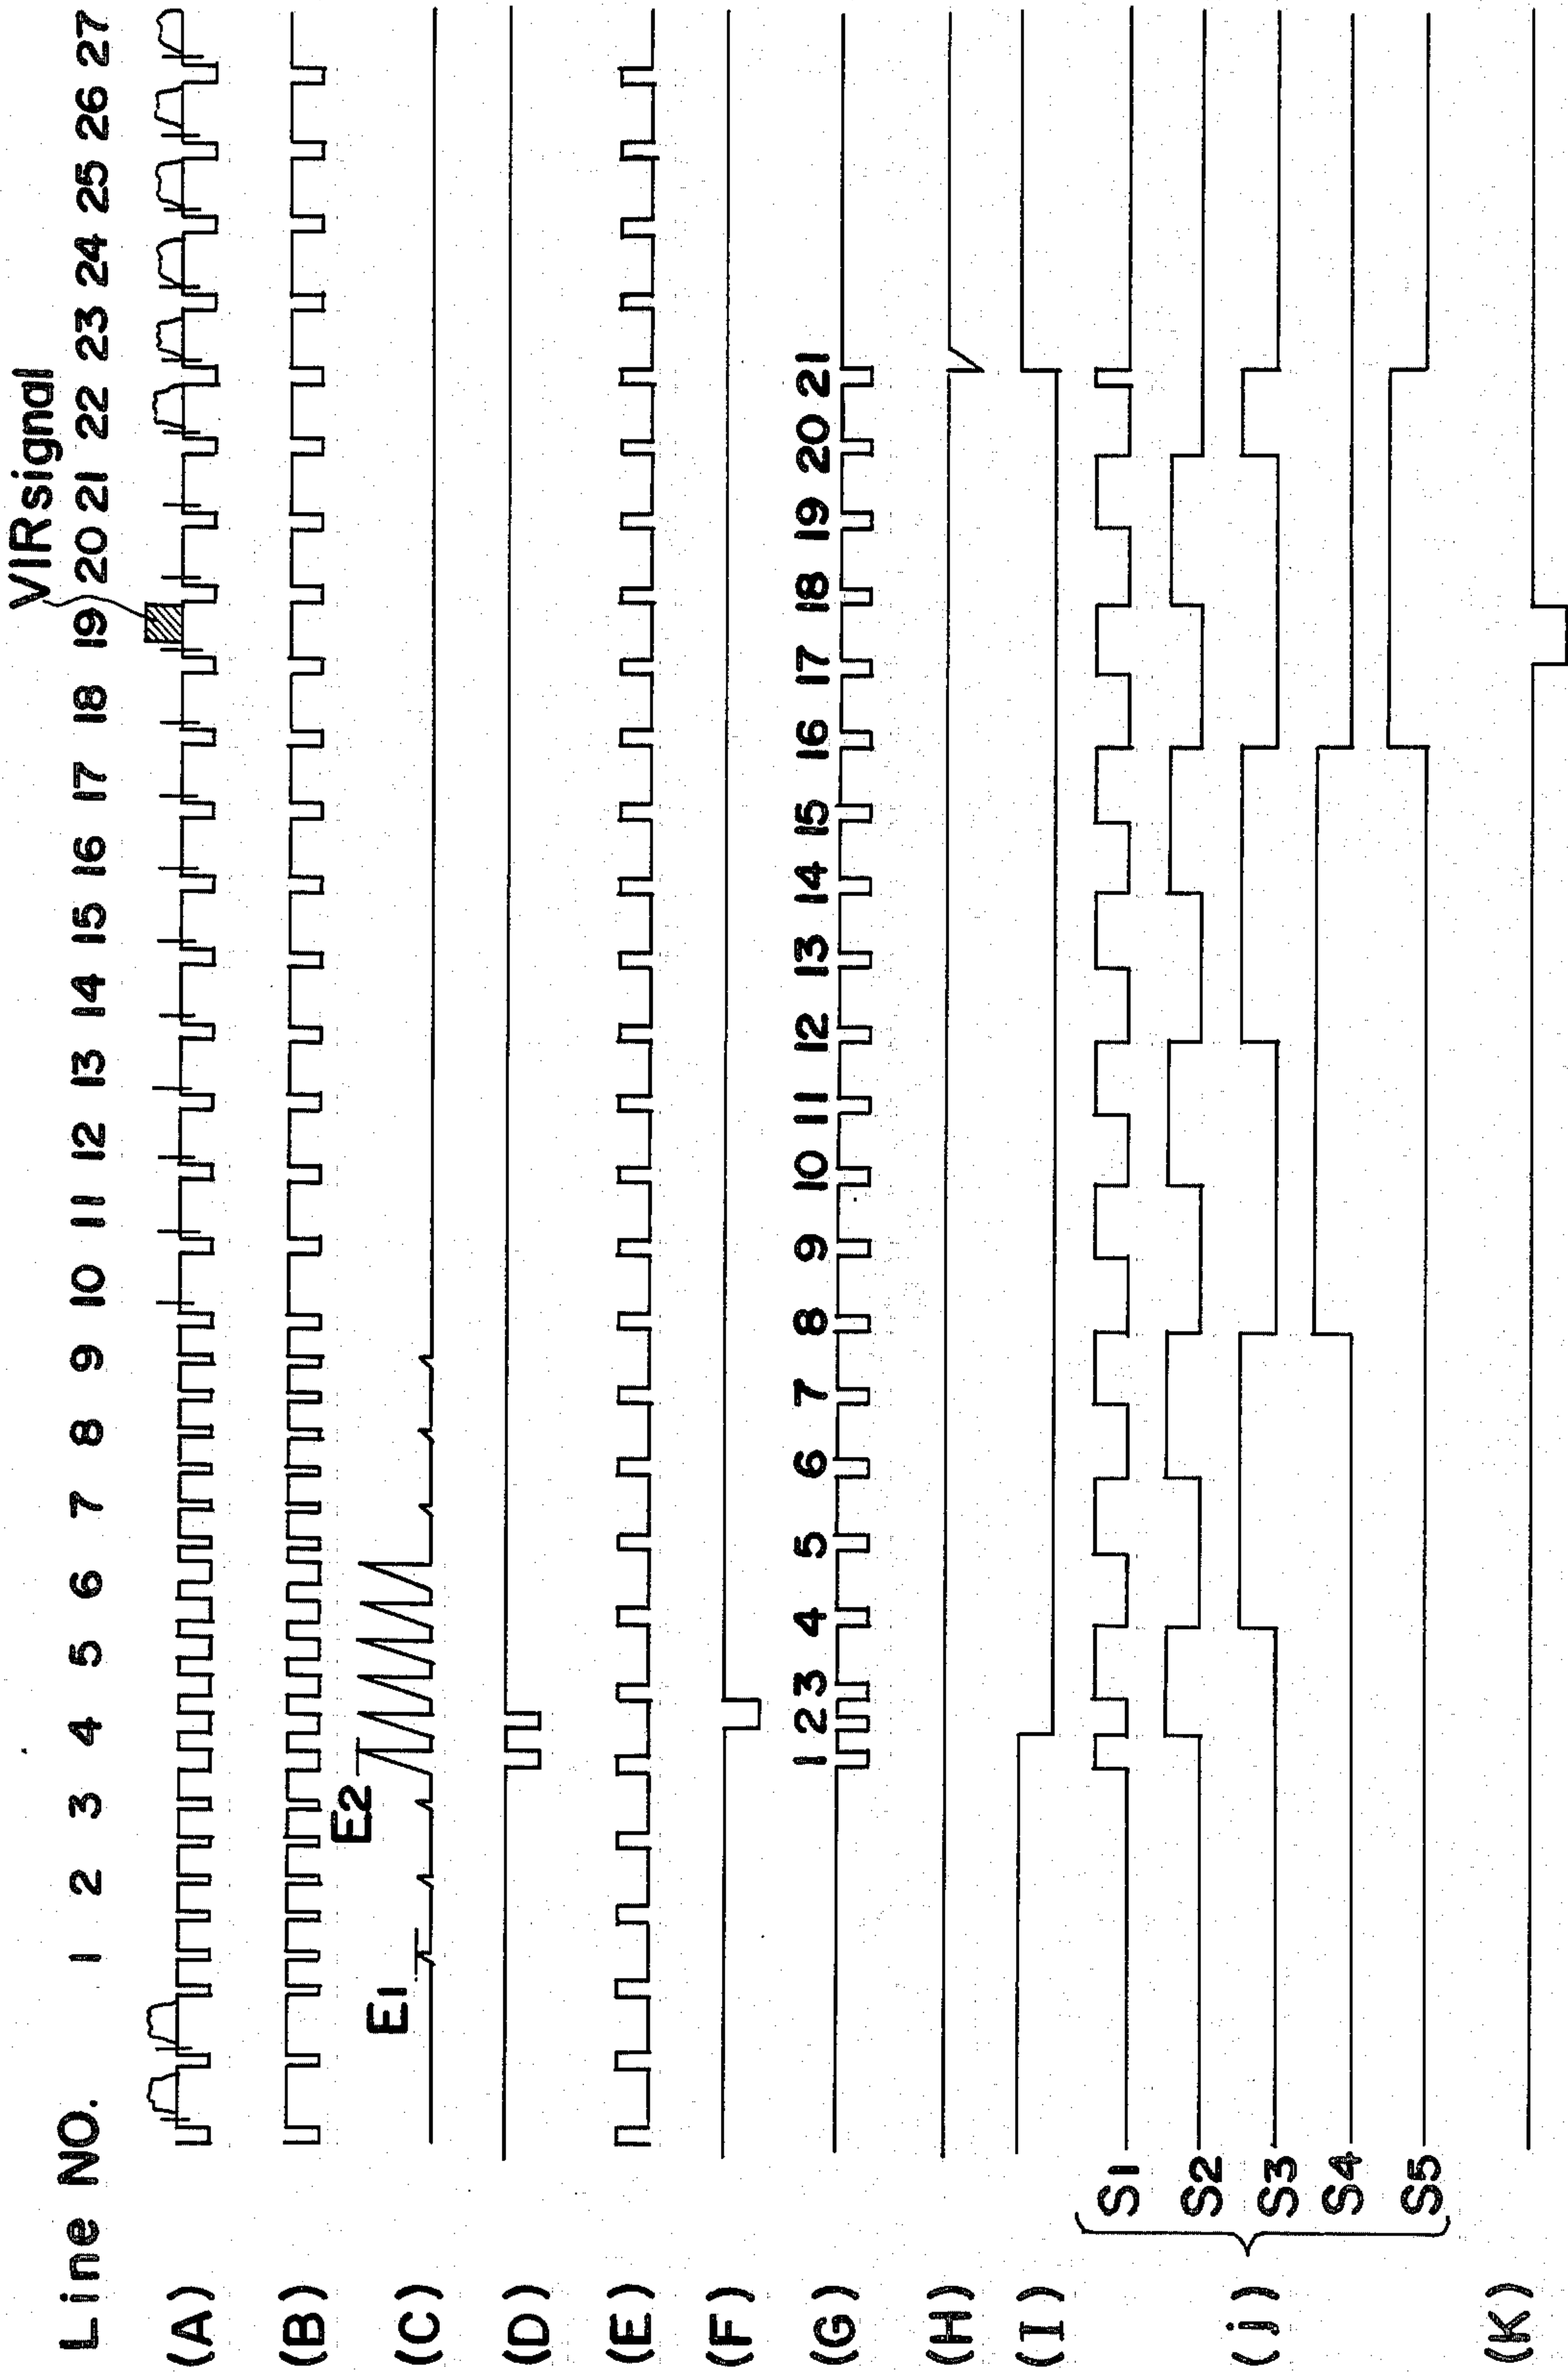 VIR signal
Line NO. 1 2 3 4 5 6 7 8 9 10 11 12 13 14 15 16 17 18 19 20 21 22 23 24 25 26 27
(A)
(B)
(C) E1 E2
(D)
(E)
(F)
(G) 1 2 3 4 5 6 7 8 9 10 11 12 13 14 15 16 17 18 19 20 21
(H)
(I)
(j) S1
S2
S3
S4
S5
(K)